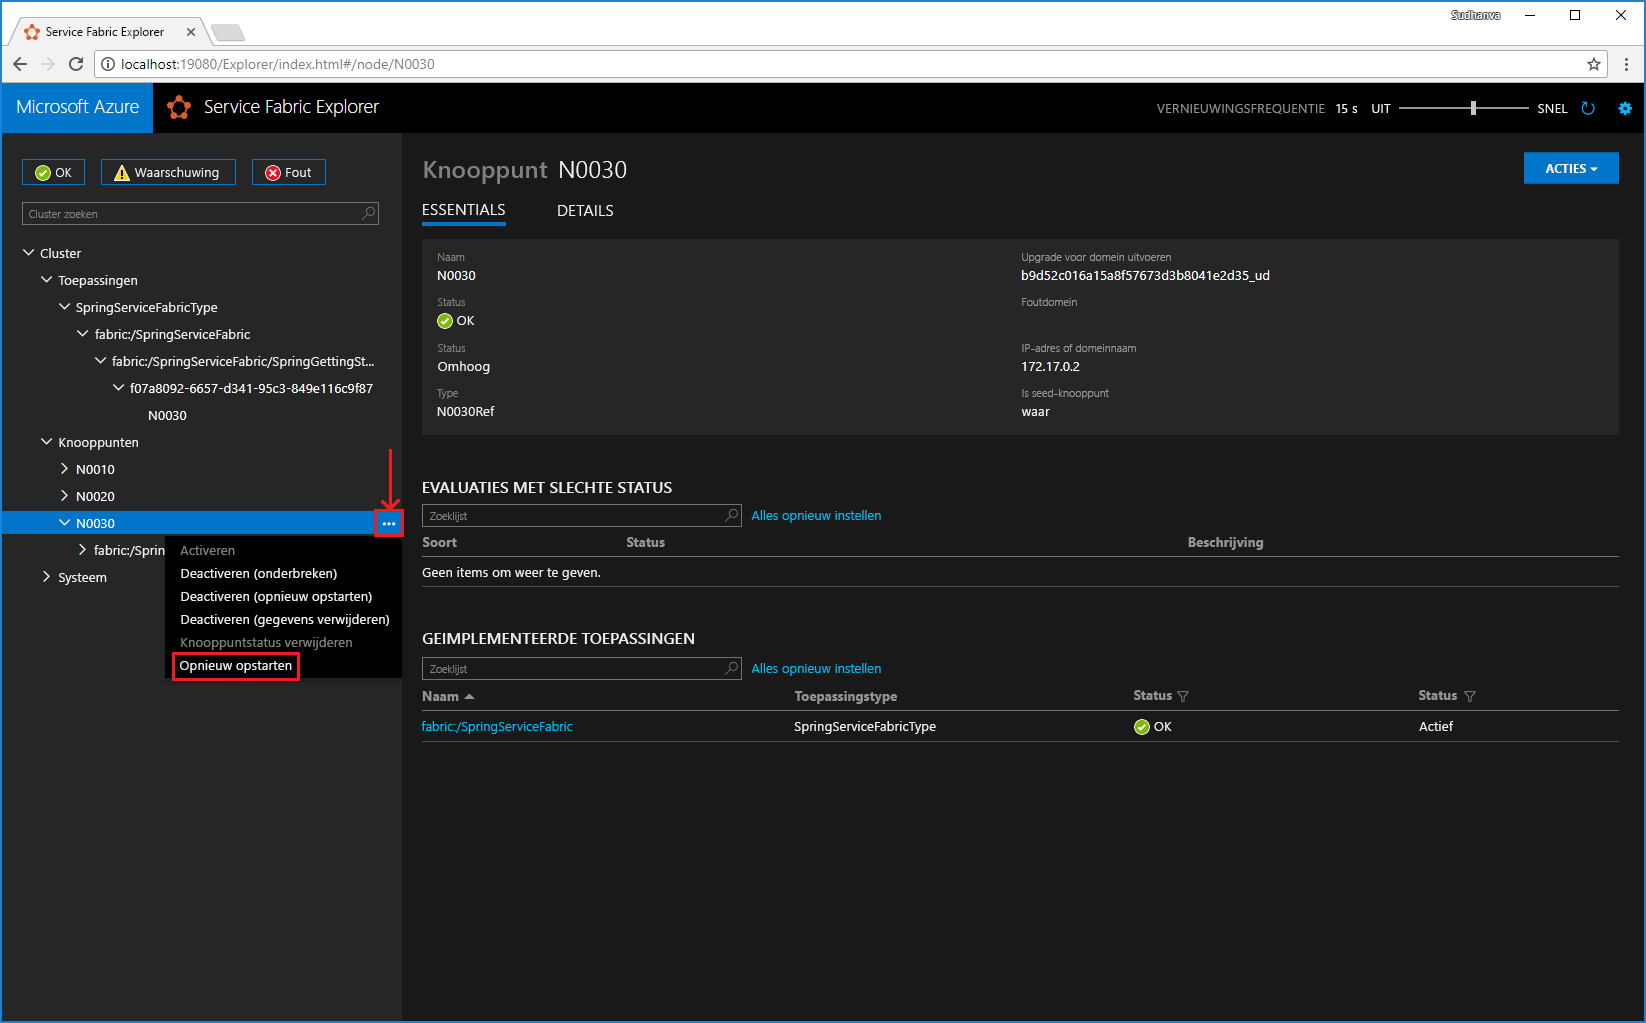 Service Fabric Explorer
Sudhanva
localhost:19080/Explorer/index.html#/node/N0030
Microsoft Azure
Service Fabric Explorer
VERNIEUWINGSFREQUENTIE 15 s UIT SNEL
OK
Waarschuwing
Fout
Cluster zoeken
Cluster
Toepassingen
SpringServiceFabricType
fabric:/SpringServiceFabric
fabric:/SpringServiceFabric/SpringGettingSt...
f07a8092-6657-d341-95c3-849e116c9f87
N0030
Knooppunten
N0010
N0020
N0030
fabric:/Sprin
Systeem
Activeren
Deactiveren (onderbreken)
Deactiveren (opnieuw opstarten)
Deactiveren (gegevens verwijderen)
Knooppuntstatus verwijderen
Opnieuw opstarten
Knooppunt N0030
ACTIES
ESSENTIALS
DETAILS
Naam
N0030
Status
OK
Status
Omhoog
Type
N0030Ref
Upgrade voor domein uitvoeren
b9d52c016a15a8f57673d3b8041e2d35_ud
Foutdomein
IP-adres of domeinnaam
172.17.0.2
Is seed-knooppunt
waar
EVALUATIES MET SLECHTE STATUS
Zoeklijst
Alles opnieuw instellen
Soort Status Beschrijving
Geen items om weer te geven.
GEIMPLEMENTEERDE TOEPASSINGEN
Zoeklijst
Alles opnieuw instellen
Naam Toepassingstype Status Status
fabric:/SpringServiceFabric SpringServiceFabricType OK Actief